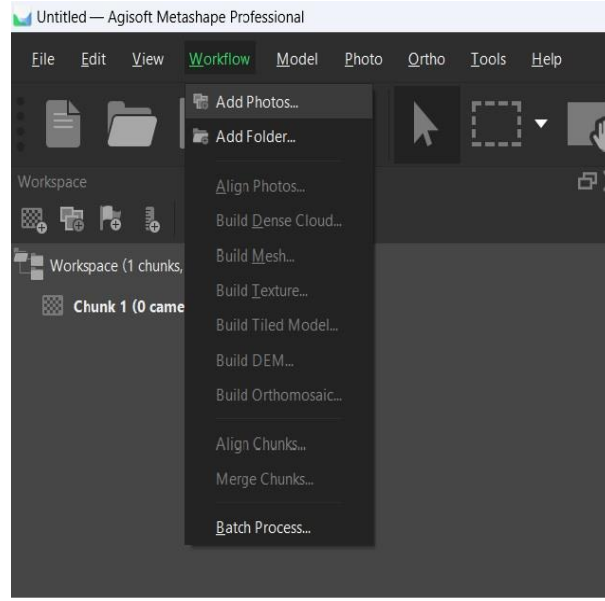 Untitled — Agisoft Metashape Professional
File Edit View Workflow Model Photo Ortho Tools Help
Add Photos...
Add Folder...
Workspace
Align Photos...
Build Dense Cloud...
Workspace (1 chunks,
Build Mesh...
Build Texture...
Chunk 1 (0 came
Build Tiled Model...
Build DEM...
Build Orthomosaic...
Align Chunks...
Merge Chunks...
Batch Process...